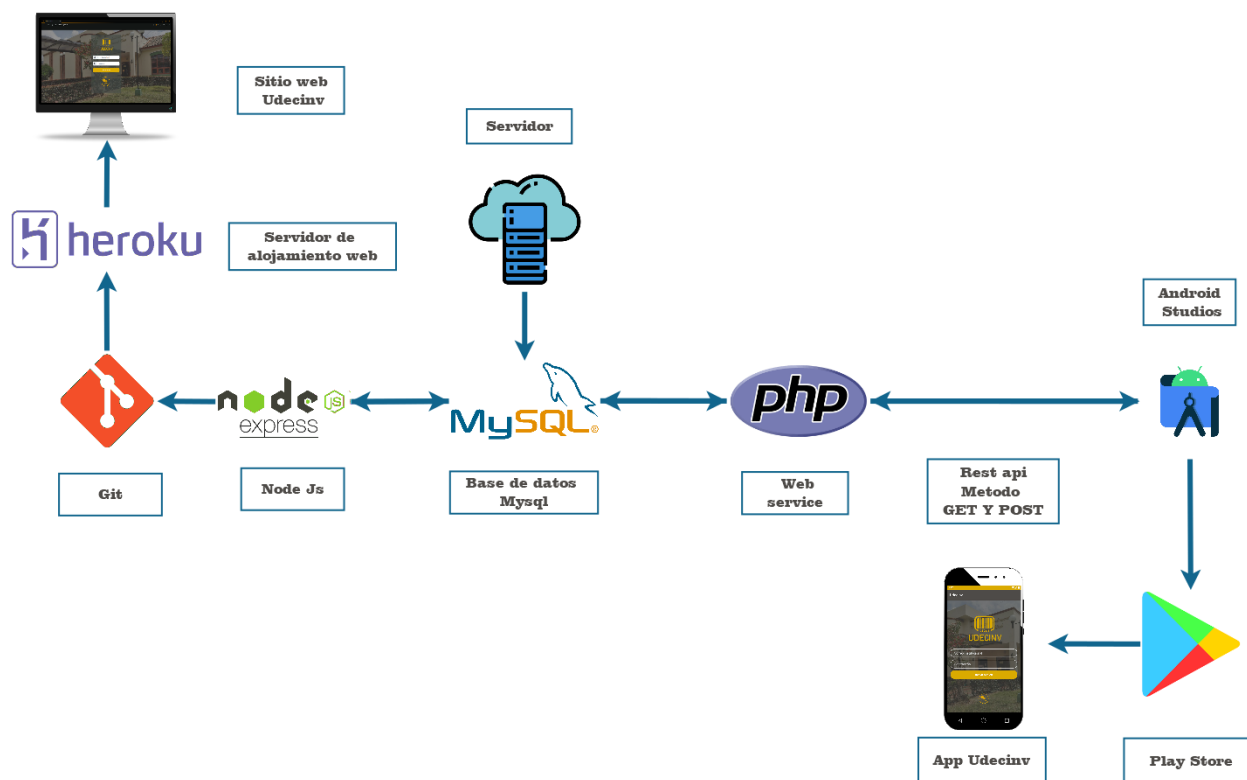 Sitio web
Udecinv
Servidor
heroku
Servidor de
alojamiento web
Android
Studios
node
JS
express
MySQL®
php
Git
Node Js
Base de datos
Mysql
Web
service
Rest api
Metodo
GET Y POST
UDECINV
App Udecinv
Play Store